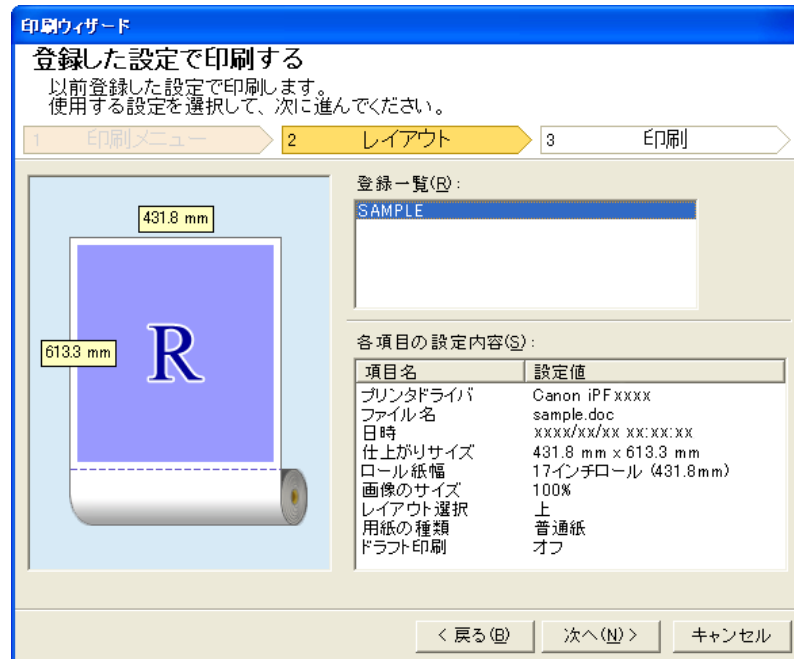 印刷ウィザード
登録した設定で印刷する
以前登録した設定で印刷します。
使用する設定を選択して、次に進んでください。
1 印刷メニュー 2 レイアウト 3 印刷
登録一覧(R):
SAMPLE
431.8 mm
613.3 mm
R
各項目の設定内容(S):
項目名 設定値
プリンタドライバ Canon iPFxxxx
ファイル名 sample.doc
日時 xxxx/xx/xx xx:xx:xx
仕上がりサイズ 431.8 mm x 613.3 mm
ロール紙幅 17インチロール (431.8mm)
画像のサイズ 100%
レイアウト選択 上
用紙の種類 普通紙
ドラフト印刷 オフ
< 戻る(B) 次へ(N) > キャンセル